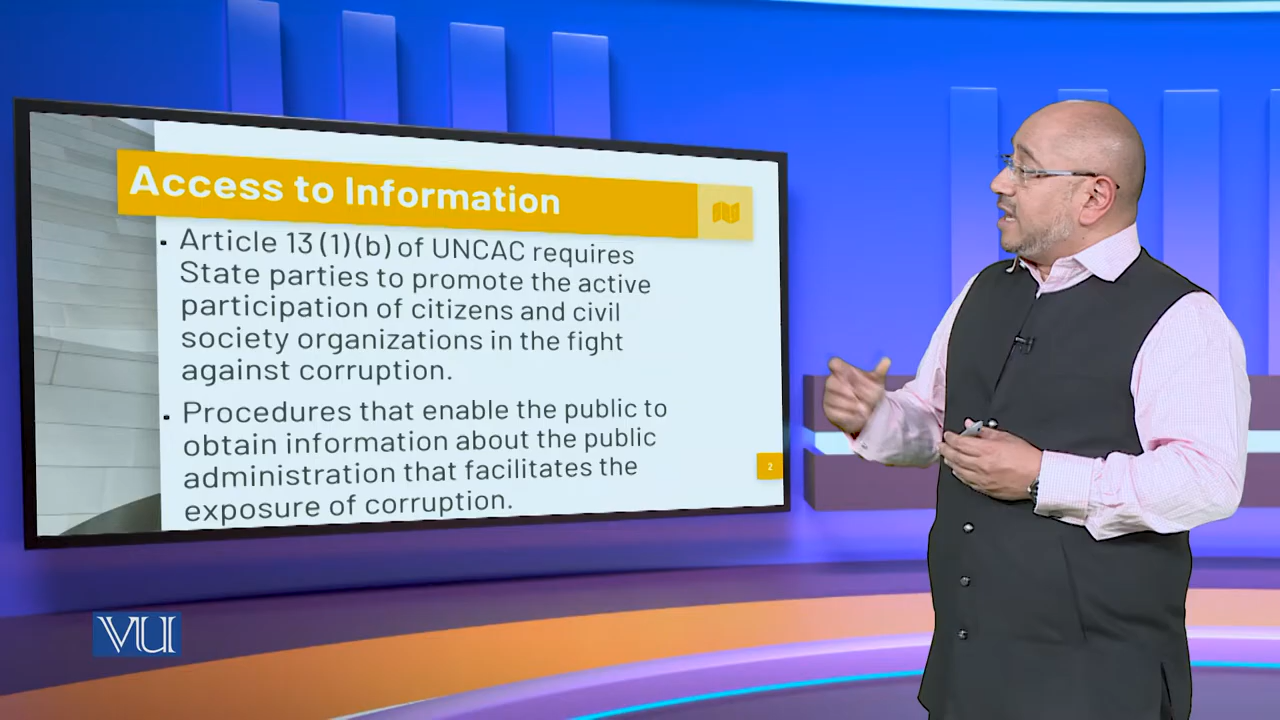 Access to Information
▪ Article 13 (1)(b) of UNCAC requires
State parties to promote the active
participation of citizens and civil
society organizations in the fight
against corruption.
▪ Procedures that enable the public to
obtain information about the public
administration that facilitates the
exposure of corruption.
2
VU